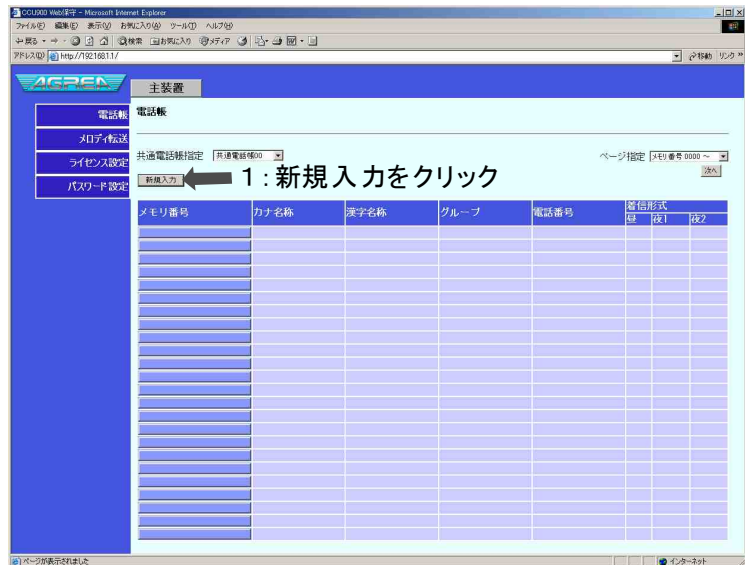 CCU900 Web保守 - Microsoft Internet Explorer
ファイル(F) 編集(E) 表示(V) お気に入り(A) ツール(T) ヘルプ(H)
戻る 検索 お気に入り メディア
アドレス(D) http://192.168.1.1/ 移動 リンク
AGREA 主装置
電話帳
メロディ転送
ライセンス設定
パスワード設定
電話帳
共通電話帳指定 共通電話帳00 ページ指定 メモリ番号 0000 ~
新規入力 1:新規入力をクリック 次へ
メモリ番号 カナ名称 漢字名称 グループ 電話番号 着信形式
昼 夜1 夜2
ページが表示されました インターネット